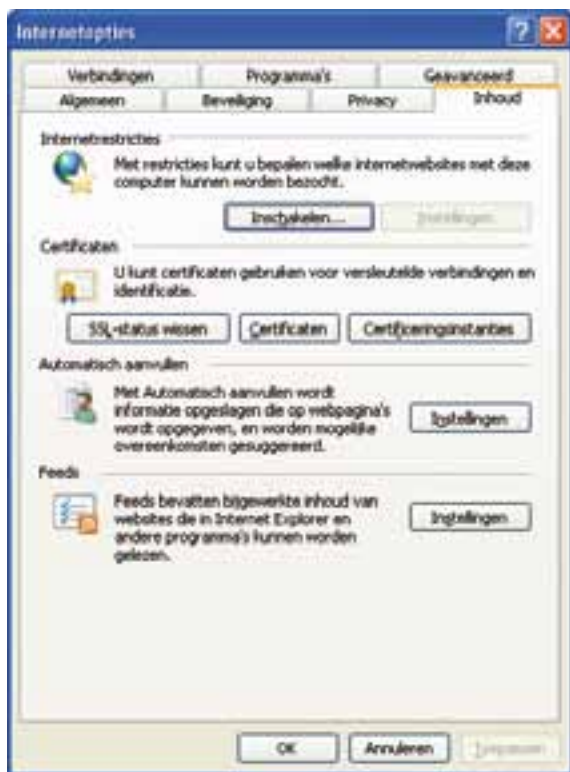 Internetopties
Verbindingen Programma's Geavanceerd
Algemeen Beveiliging Privacy Inhoud
Internetrestricties
Met restricties kunt u bepalen welke internetwebsites met deze
computer kunnen worden bezocht.
Inschakelen... Instellingen
Certificaten
U kunt certificaten gebruiken voor versleutelde verbindingen en
identificatie.
SSL-status wissen Certificaten Certificeringsinstanties
Automatisch aanvullen
Met Automatisch aanvullen wordt
informatie opgeslagen die op webpagina's
wordt opgegeven, en worden mogelijke
overeenkomsten gesuggereerd.
Instellingen
Feeds
Feeds bevatten bijgewerkte inhoud van
websites die in Internet Explorer en
andere programma's kunnen worden
gelezen.
Instellingen
OK Annuleren Toepassen